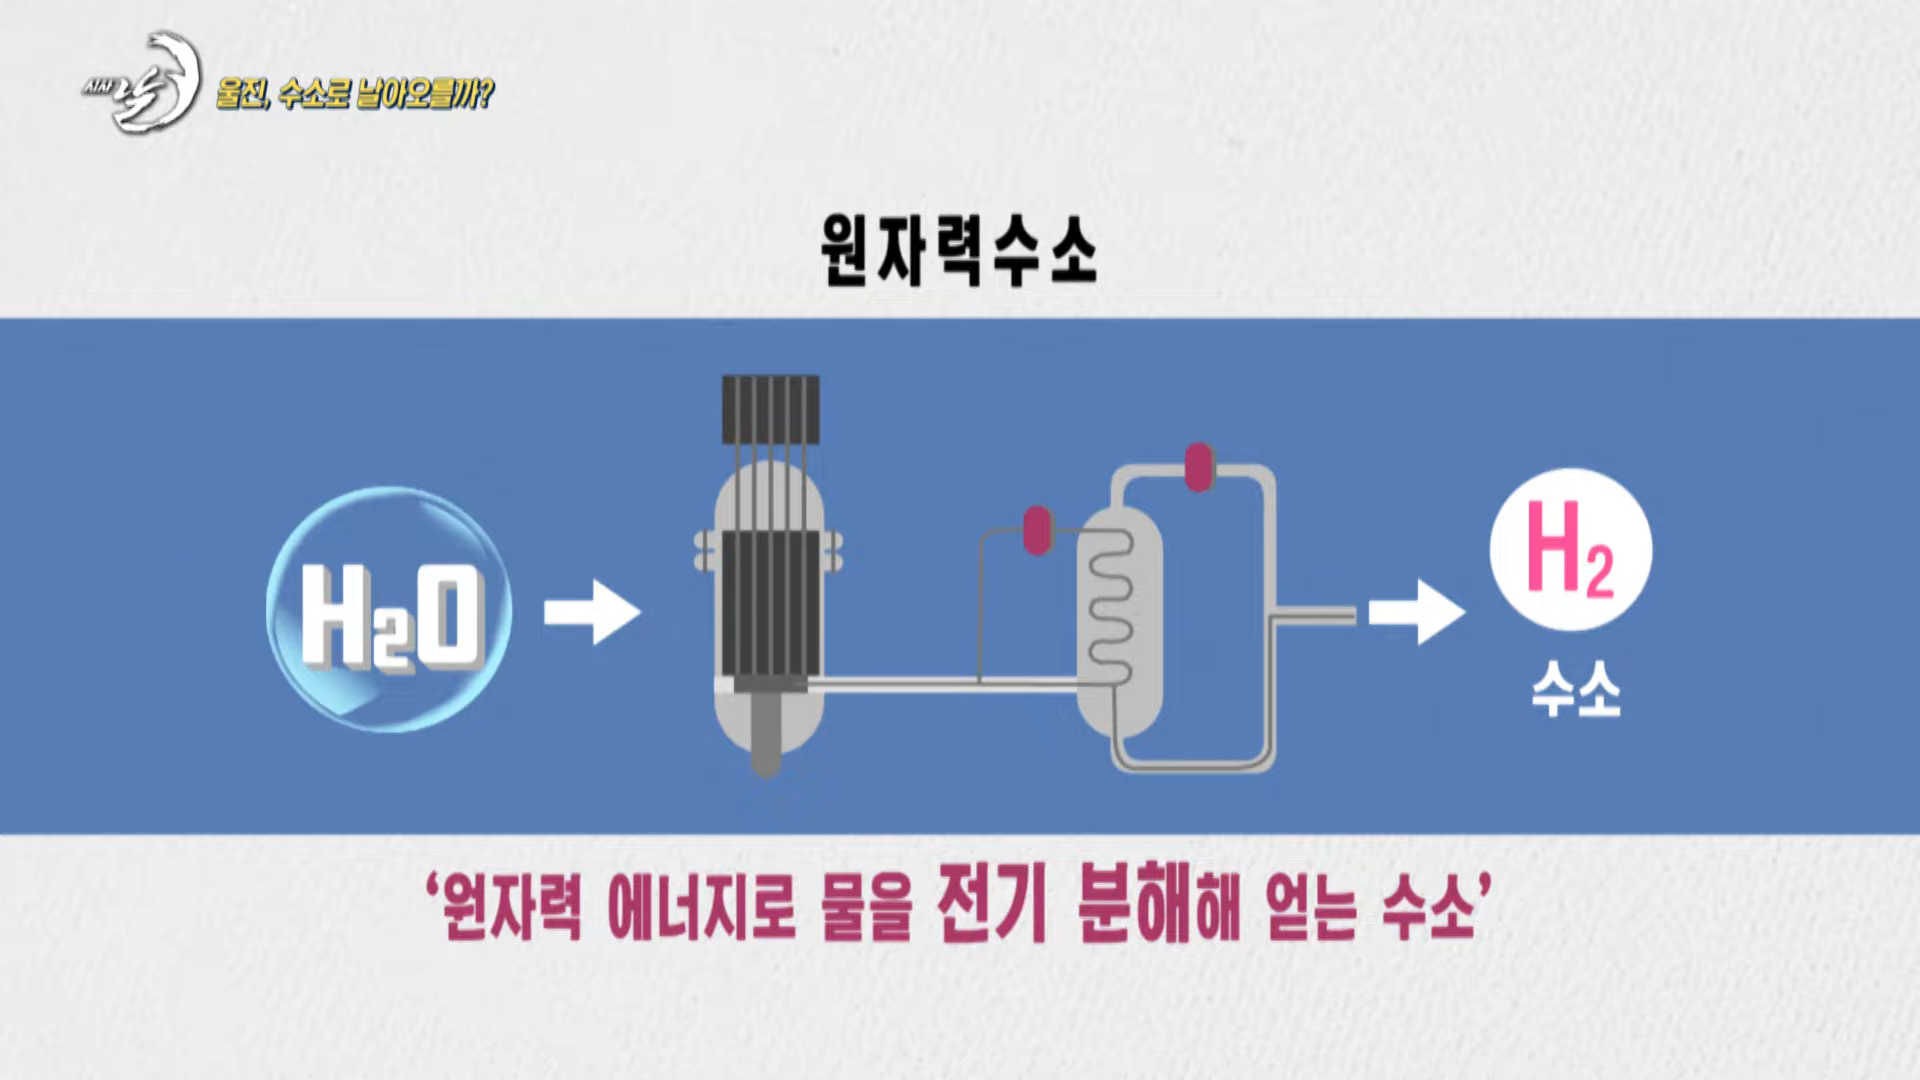 시사 낮
울진, 수소로 날아오를까?
원자력수소
H₂O
H₂
수소
‘원자력 에너지로 물을 전기 분해해 얻는 수소’